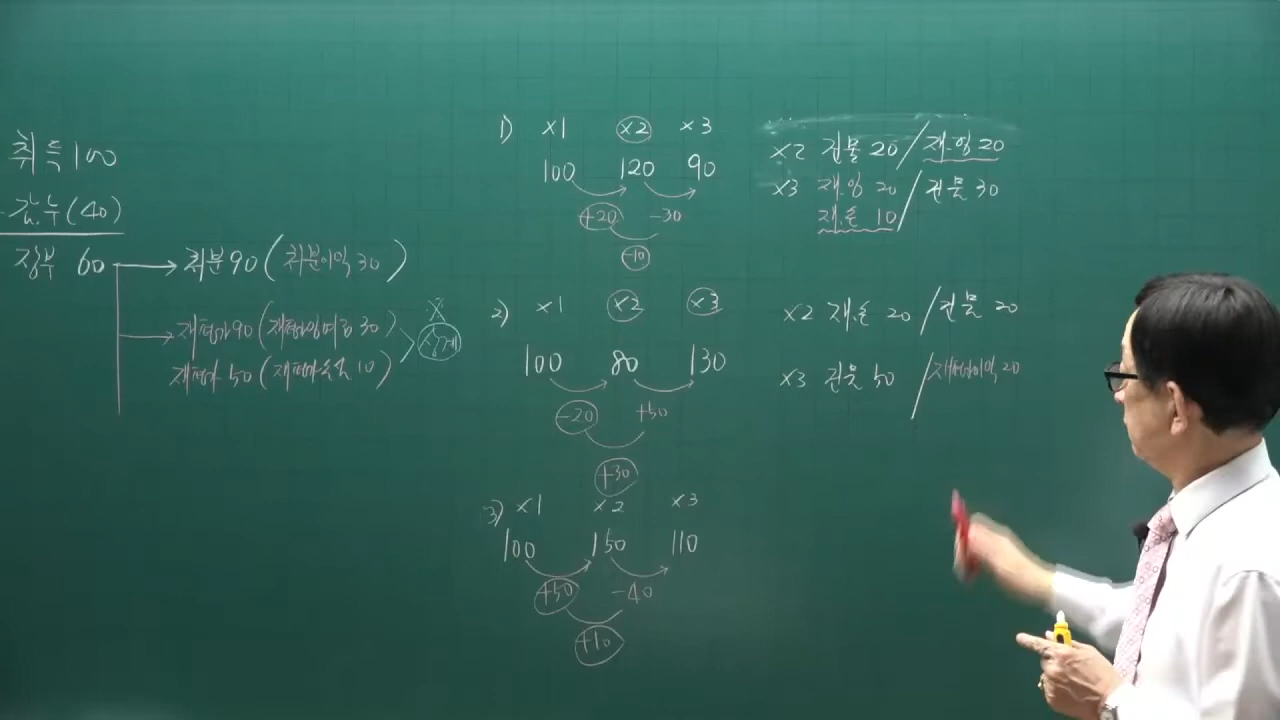 취득 100
감.누 (40)
장부 60 → 처분 90 (처분이익 30)
재평가 90 (재평가잉여금 30)
재평가 50 (재평가손실 10)
X
상계
1) X1 X2 X3
100 120 90
+20 -30
-10
X2 건물 20 / 재.잉 20
X3 재.잉 20 / 건물 30
재.손 10
2) X1 X2 X3
100 80 130
-20 +50
+30
X2 재.손 20 / 건물 20
X3 건물 50 / 재평가이익 20
3) X1 X2 X3
100 150 110
+50 -40
+10